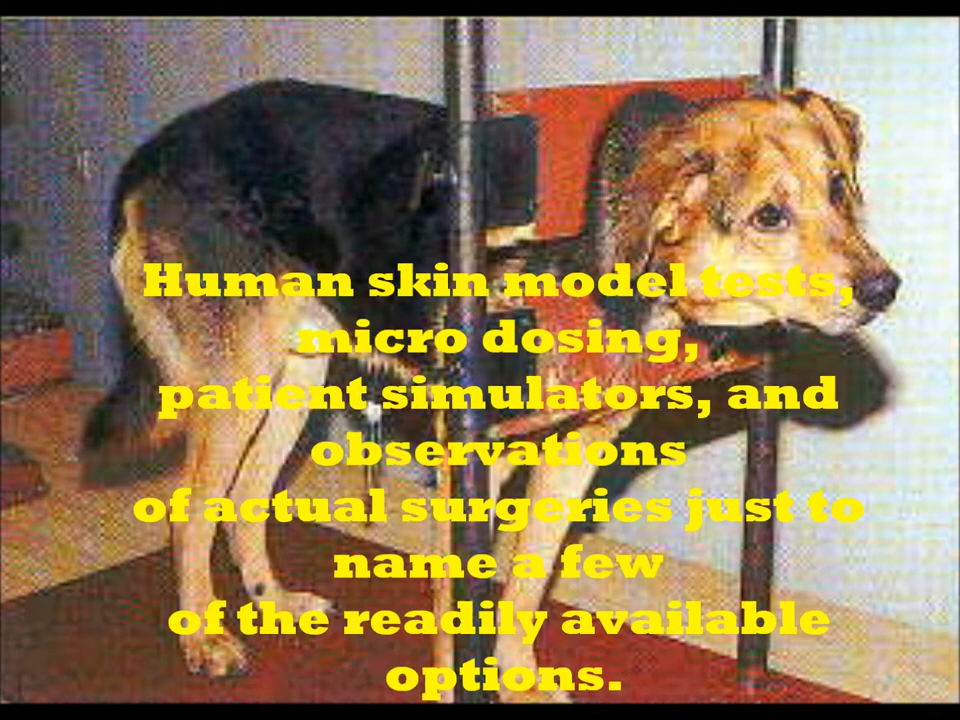 Human skin model tests,
micro dosing,
patient simulators, and
observations
of actual surgeries just to
name a few
of the readily available
options.